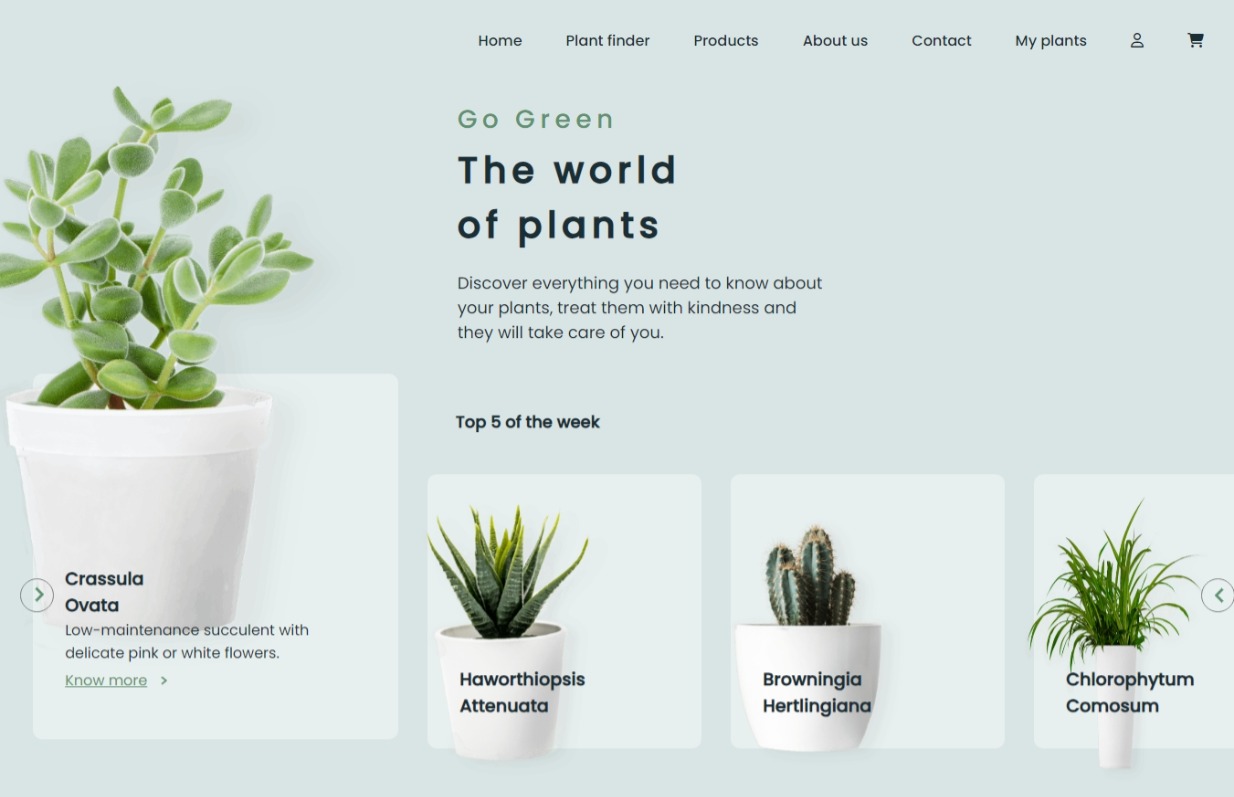 Home Plant finder Products About us Contact My plants
Go Green
The world
of plants
Discover everything you need to know about
your plants, treat them with kindness and
they will take care of you.
Top 5 of the week
Crassula
Ovata
Low-maintenance succulent with
delicate pink or white flowers.
Know more
Haworthiopsis
Attenuata
Browningia
Hertlingiana
Chlorophytum
Comosum